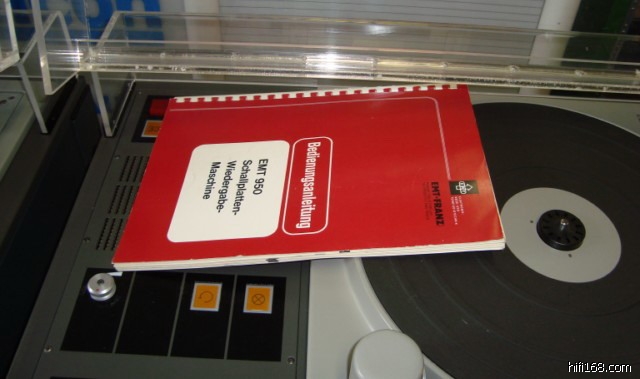 Bedienungsanleitung
EMT 950
Schallplatten-
Wiedergabe-
Maschine
EMT-FRANZ
hifi168.com